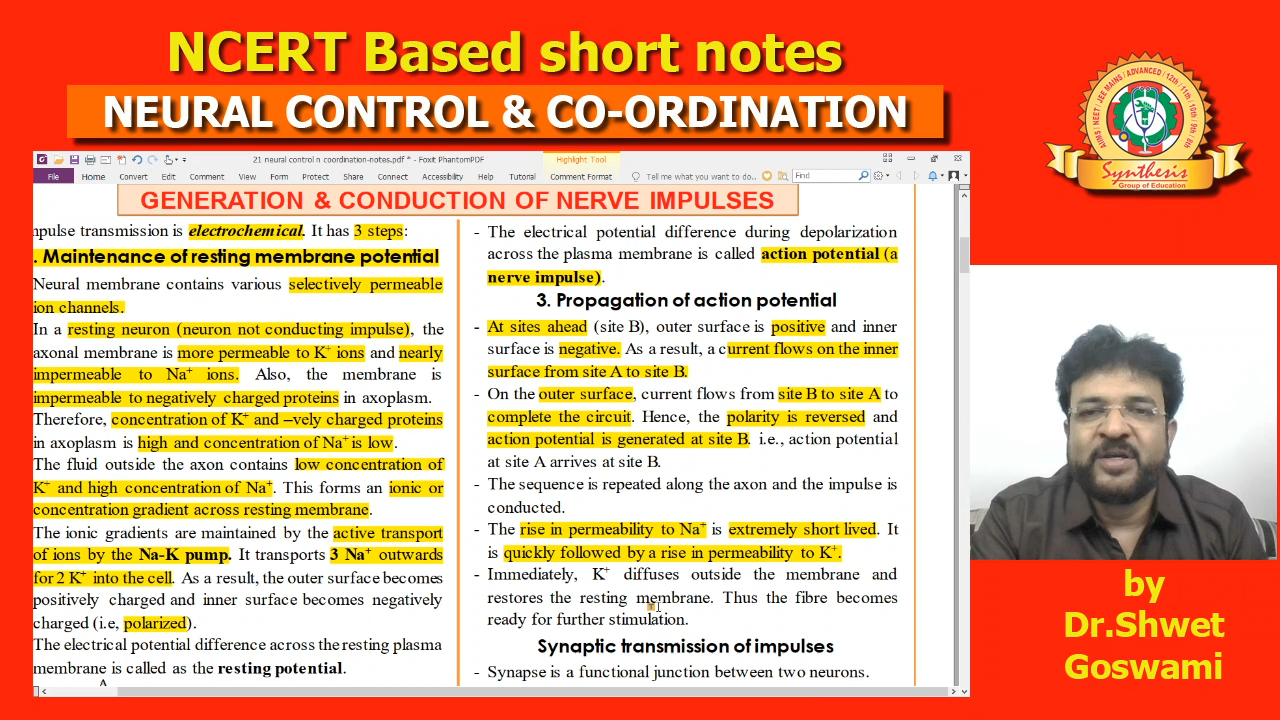 NCERT Based short notes
NEURAL CONTROL & CO-ORDINATION
AIIMS / NEET / JEE MAINS / ADVANCED / 12th / 11th / 10th / 9th / 8th
Synthesis
Group of Education
21 neural control n coordination-notes.pdf * - Foxit PhantomPDF
Highlight Tool
File Home Convert Edit Comment View Form Protect Share Connect Accessibility Help Tutorial Comment Format Tell me what you want to do... Find
GENERATION & CONDUCTION OF NERVE IMPULSES
mpulse transmission is electrochemical. It has 3 steps:
. Maintenance of resting membrane potential
Neural membrane contains various selectively permeable
ion channels.
In a resting neuron (neuron not conducting impulse), the
axonal membrane is more permeable to K⁺ ions and nearly
impermeable to Na⁺ ions. Also, the membrane is
impermeable to negatively charged proteins in axoplasm.
Therefore, concentration of K⁺ and –vely charged proteins
in axoplasm is high and concentration of Na⁺ is low.
The fluid outside the axon contains low concentration of
K⁺ and high concentration of Na⁺. This forms an ionic or
concentration gradient across resting membrane.
The ionic gradients are maintained by the active transport
of ions by the Na-K pump. It transports 3 Na⁺ outwards
for 2 K⁺ into the cell. As a result, the outer surface becomes
positively charged and inner surface becomes negatively
charged (i.e, polarized).
The electrical potential difference across the resting plasma
membrane is called as the resting potential.
A
- The electrical potential difference during depolarization
across the plasma membrane is called action potential (a
nerve impulse).
3. Propagation of action potential
- At sites ahead (site B), outer surface is positive and inner
surface is negative. As a result, a current flows on the inner
surface from site A to site B.
- On the outer surface, current flows from site B to site A to
complete the circuit. Hence, the polarity is reversed and
action potential is generated at site B. i.e., action potential
at site A arrives at site B.
- The sequence is repeated along the axon and the impulse is
conducted.
- The rise in permeability to Na⁺ is extremely short lived. It
is quickly followed by a rise in permeability to K⁺.
- Immediately, K⁺ diffuses outside the membrane and
restores the resting membrane. Thus the fibre becomes
ready for further stimulation.
Synaptic transmission of impulses
- Synapse is a functional junction between two neurons.
by
Dr.Shwet
Goswami